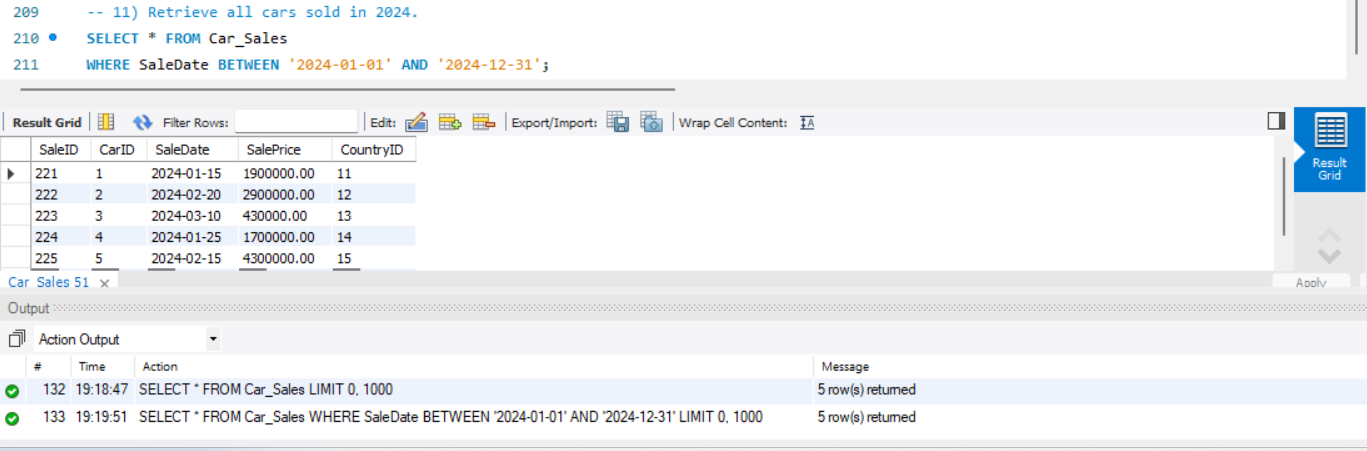 209 -- 11) Retrieve all cars sold in 2024.
210 SELECT * FROM Car_Sales
211 WHERE SaleDate BETWEEN '2024-01-01' AND '2024-12-31';
Result Grid Filter Rows: Edit: Export/Import: Wrap Cell Content:
SaleID CarID SaleDate SalePrice CountryID
221 1 2024-01-15 1900000.00 11
222 2 2024-02-20 2900000.00 12
223 3 2024-03-10 430000.00 13
224 4 2024-01-25 1700000.00 14
225 5 2024-02-15 4300000.00 15
Result
Grid
Car_Sales 51 Apply
Output
Action Output
# Time Action Message
132 19:18:47 SELECT * FROM Car_Sales LIMIT 0, 1000 5 row(s) returned
133 19:19:51 SELECT * FROM Car_Sales WHERE SaleDate BETWEEN '2024-01-01' AND '2024-12-31' LIMIT 0, 1000 5 row(s) returned